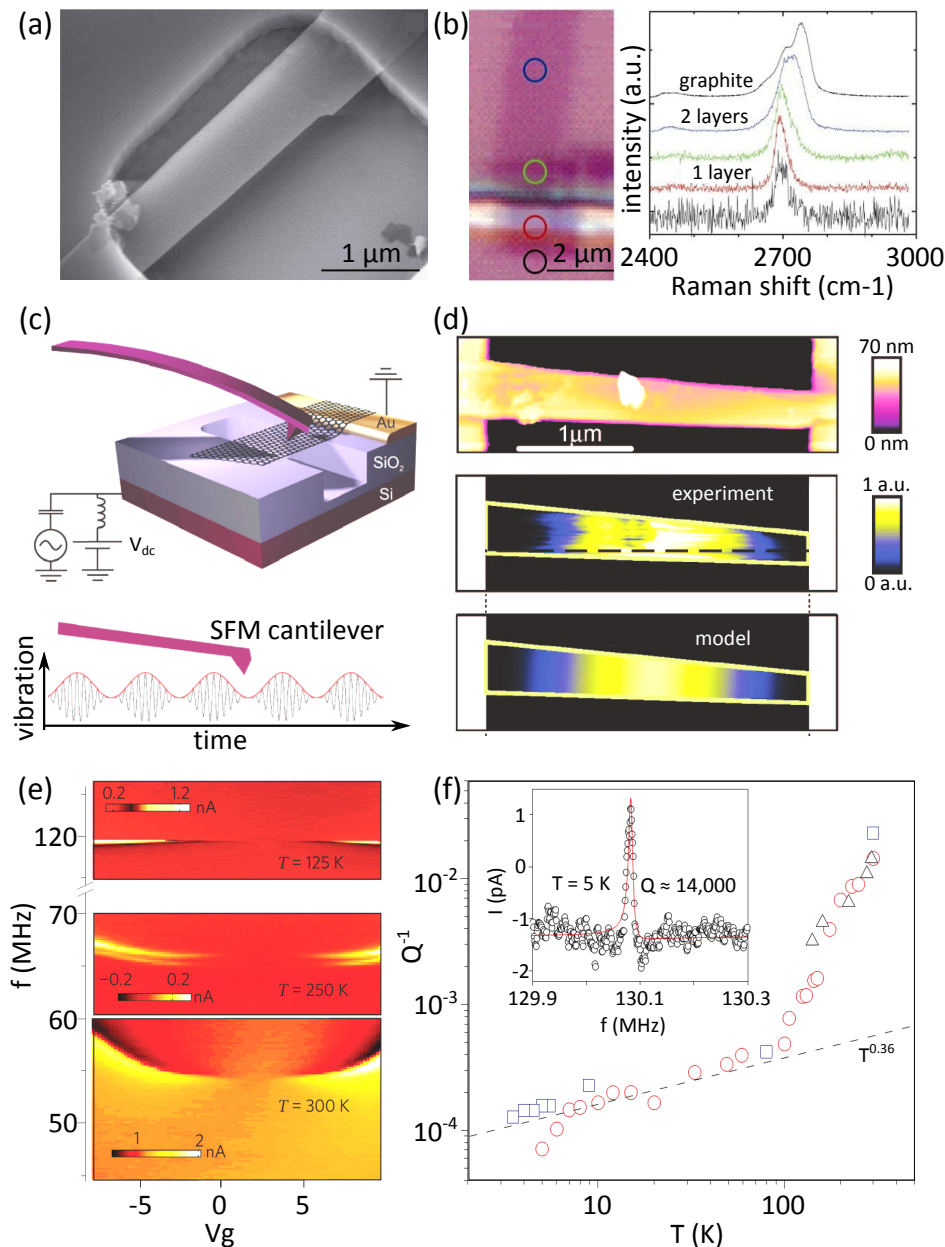 (a)
1 µm
(b)
2 µm
intensity (a.u.)
graphite
2 layers
1 layer
2400
2700
3000
Raman shift (cm-1)
(c)
Au
SiO2
Si
Vdc
SFM cantilever
vibration
time
(d)
1µm
70 nm
0 nm
experiment
1 a.u.
0 a.u.
model
(e)
f (MHz)
120
70
60
50
0.2 1.2 nA
T = 125 K
−0.2 0.2 nA
T = 250 K
T = 300 K
1 2 nA
-5 0 5
Vg
(f)
Q-1
10-2
10-3
10-4
I (pA)
1
0
-1
-2
T = 5 K Q ≈ 14,000
129.9 130.1 130.3
f (MHz)
T0.36
10 100
T (K)